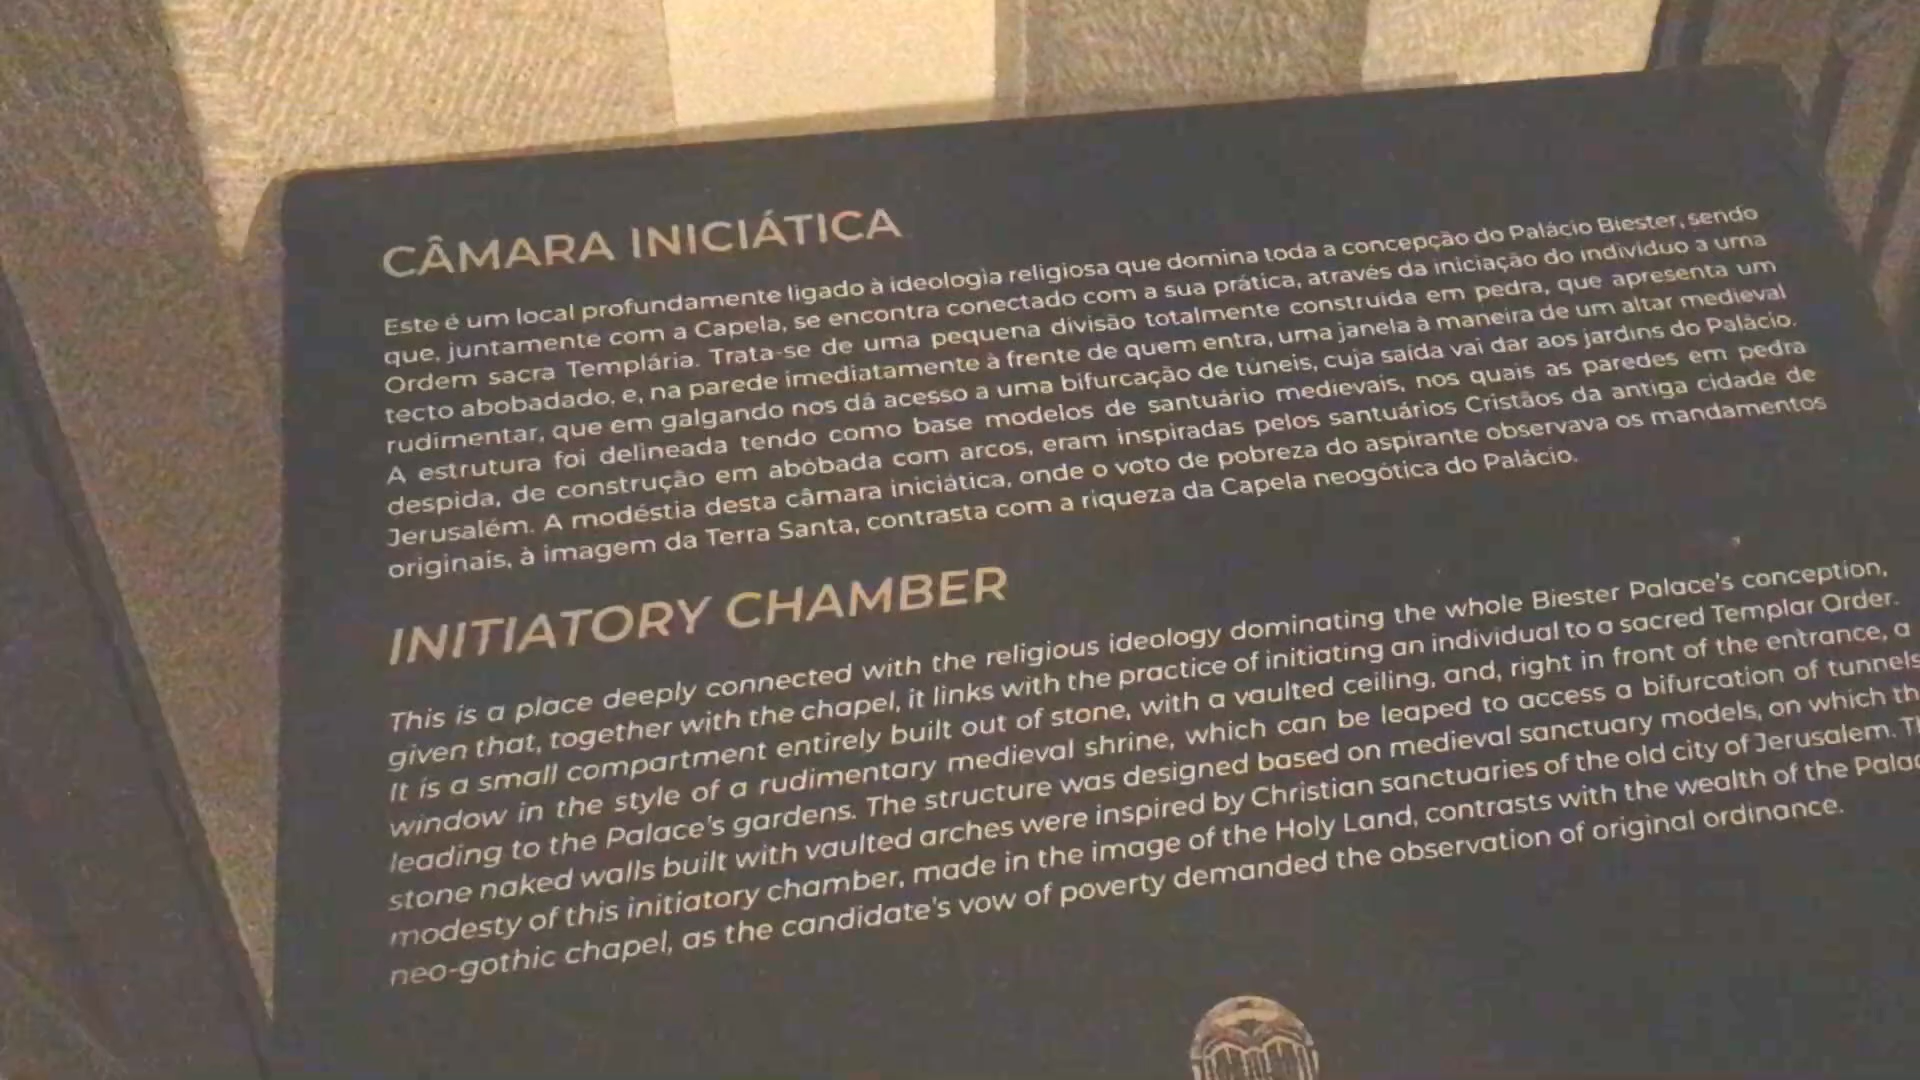 CÂMARA INICIÁTICA
Este é um local profundamente ligado à ideologia religiosa que domina toda a concepção do Palácio Biester, sendo
que, juntamente com a Capela, se encontra conectado com a sua prática, através da iniciação do indivíduo a uma
Ordem sacra Templária. Trata-se de uma pequena divisão totalmente construída em pedra, que apresenta um
tecto abobadado, e, na parede imediatamente à frente de quem entra, uma janela à maneira de um altar medieval
rudimentar, que em galgando nos dá acesso a uma bifurcação de túneis, cuja saída vai dar aos jardins do Palácio.
A estrutura foi delineada tendo como base modelos de santuário medievais, nos quais as paredes em pedra
despida, de construção em abóbada com arcos, eram inspiradas pelos santuários Cristãos da antiga cidade de
Jerusalém. A modéstia desta câmara iniciática, onde o voto de pobreza do aspirante observava os mandamentos
originais, à imagem da Terra Santa, contrasta com a riqueza da Capela neogótica do Palácio.
INITIATORY CHAMBER
This is a place deeply connected with the religious ideology dominating the whole Biester Palace's conception,
given that, together with the chapel, it links with the practice of initiating an individual to a sacred Templar Order.
It is a small compartment entirely built out of stone, with a vaulted ceiling, and, right in front of the entrance, a
window in the style of a rudimentary medieval shrine, which can be leaped to access a bifurcation of tunnels
leading to the Palace's gardens. The structure was designed based on medieval sanctuary models, on which
stone naked walls built with vaulted arches were inspired by Christian sanctuaries of the old city of Jerusalem.
modesty of this initiatory chamber, made in the image of the Holy Land, contrasts with the wealth of the
neo-gothic chapel, as the candidate's vow of poverty demanded the observation of original ordinance.